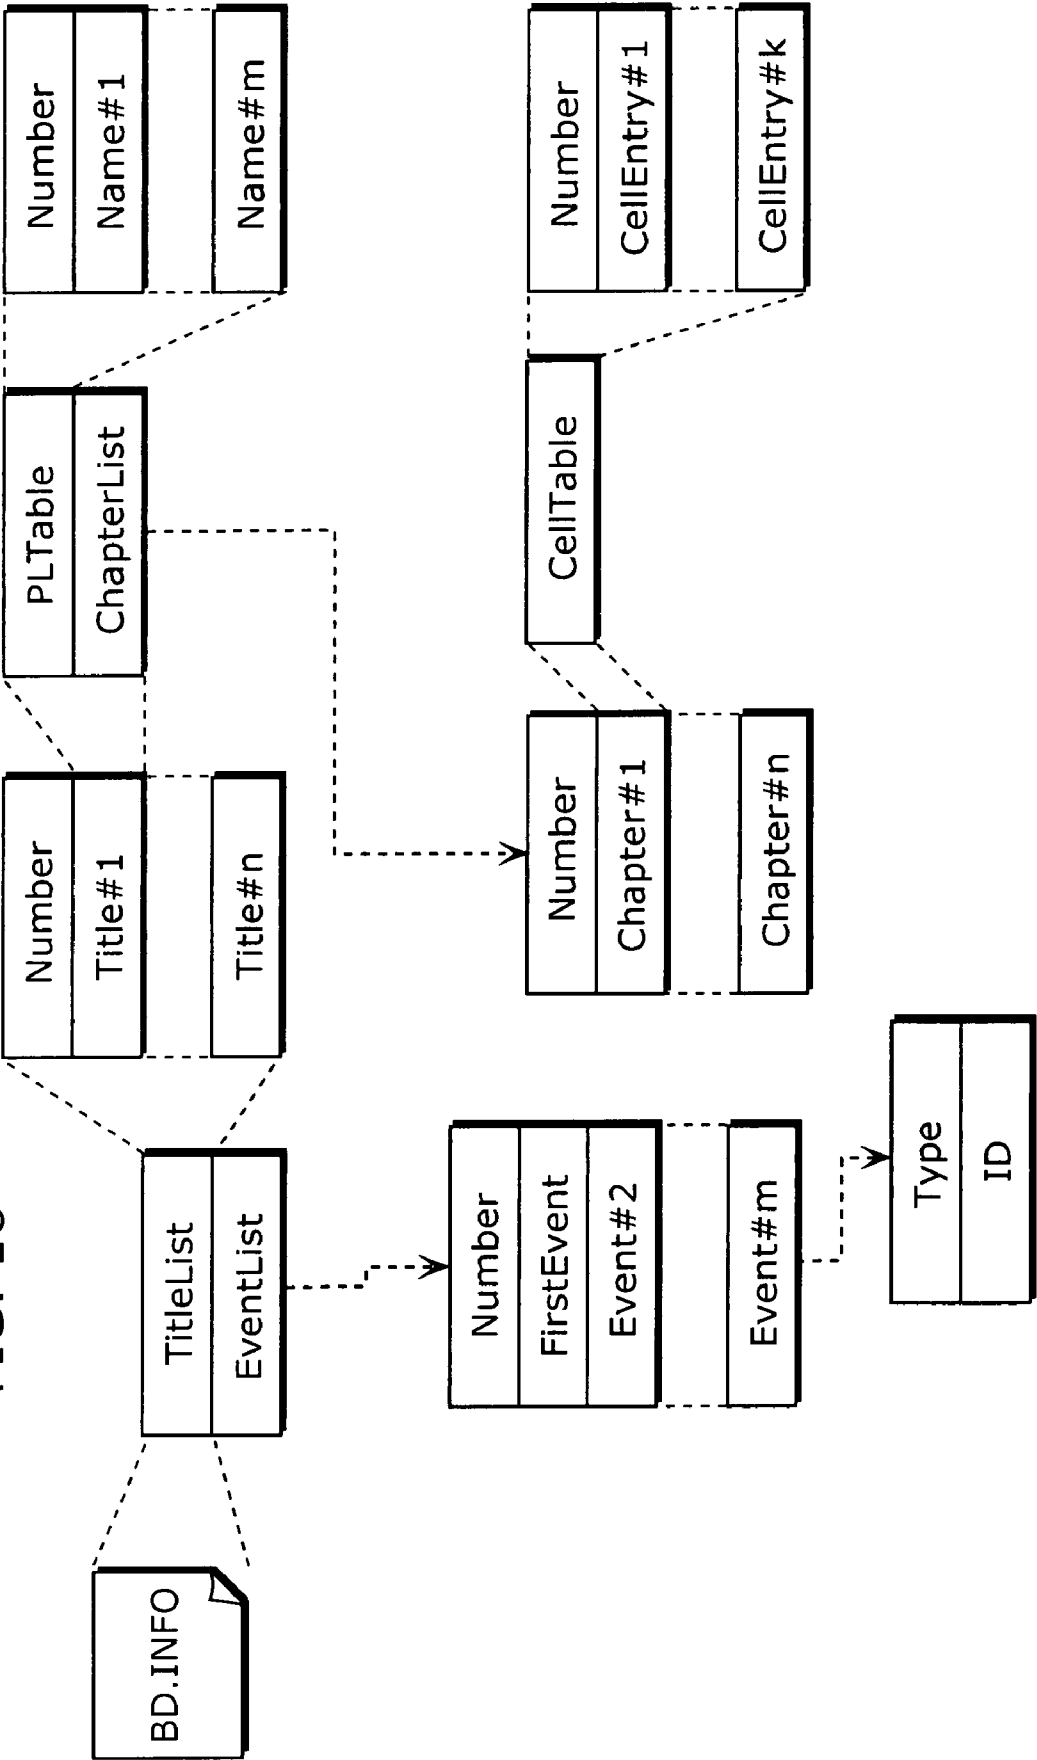 BD.INFO
TitleList
EventList
Number
Title#1
Title#n
PLTable
ChapterList
Number
Name#1
Name#m
Number
FirstEvent
Event#2
Event#m
Type
ID
Number
Chapter#1
Chapter#n
CellTable
Number
CellEntry#1
CellEntry#k